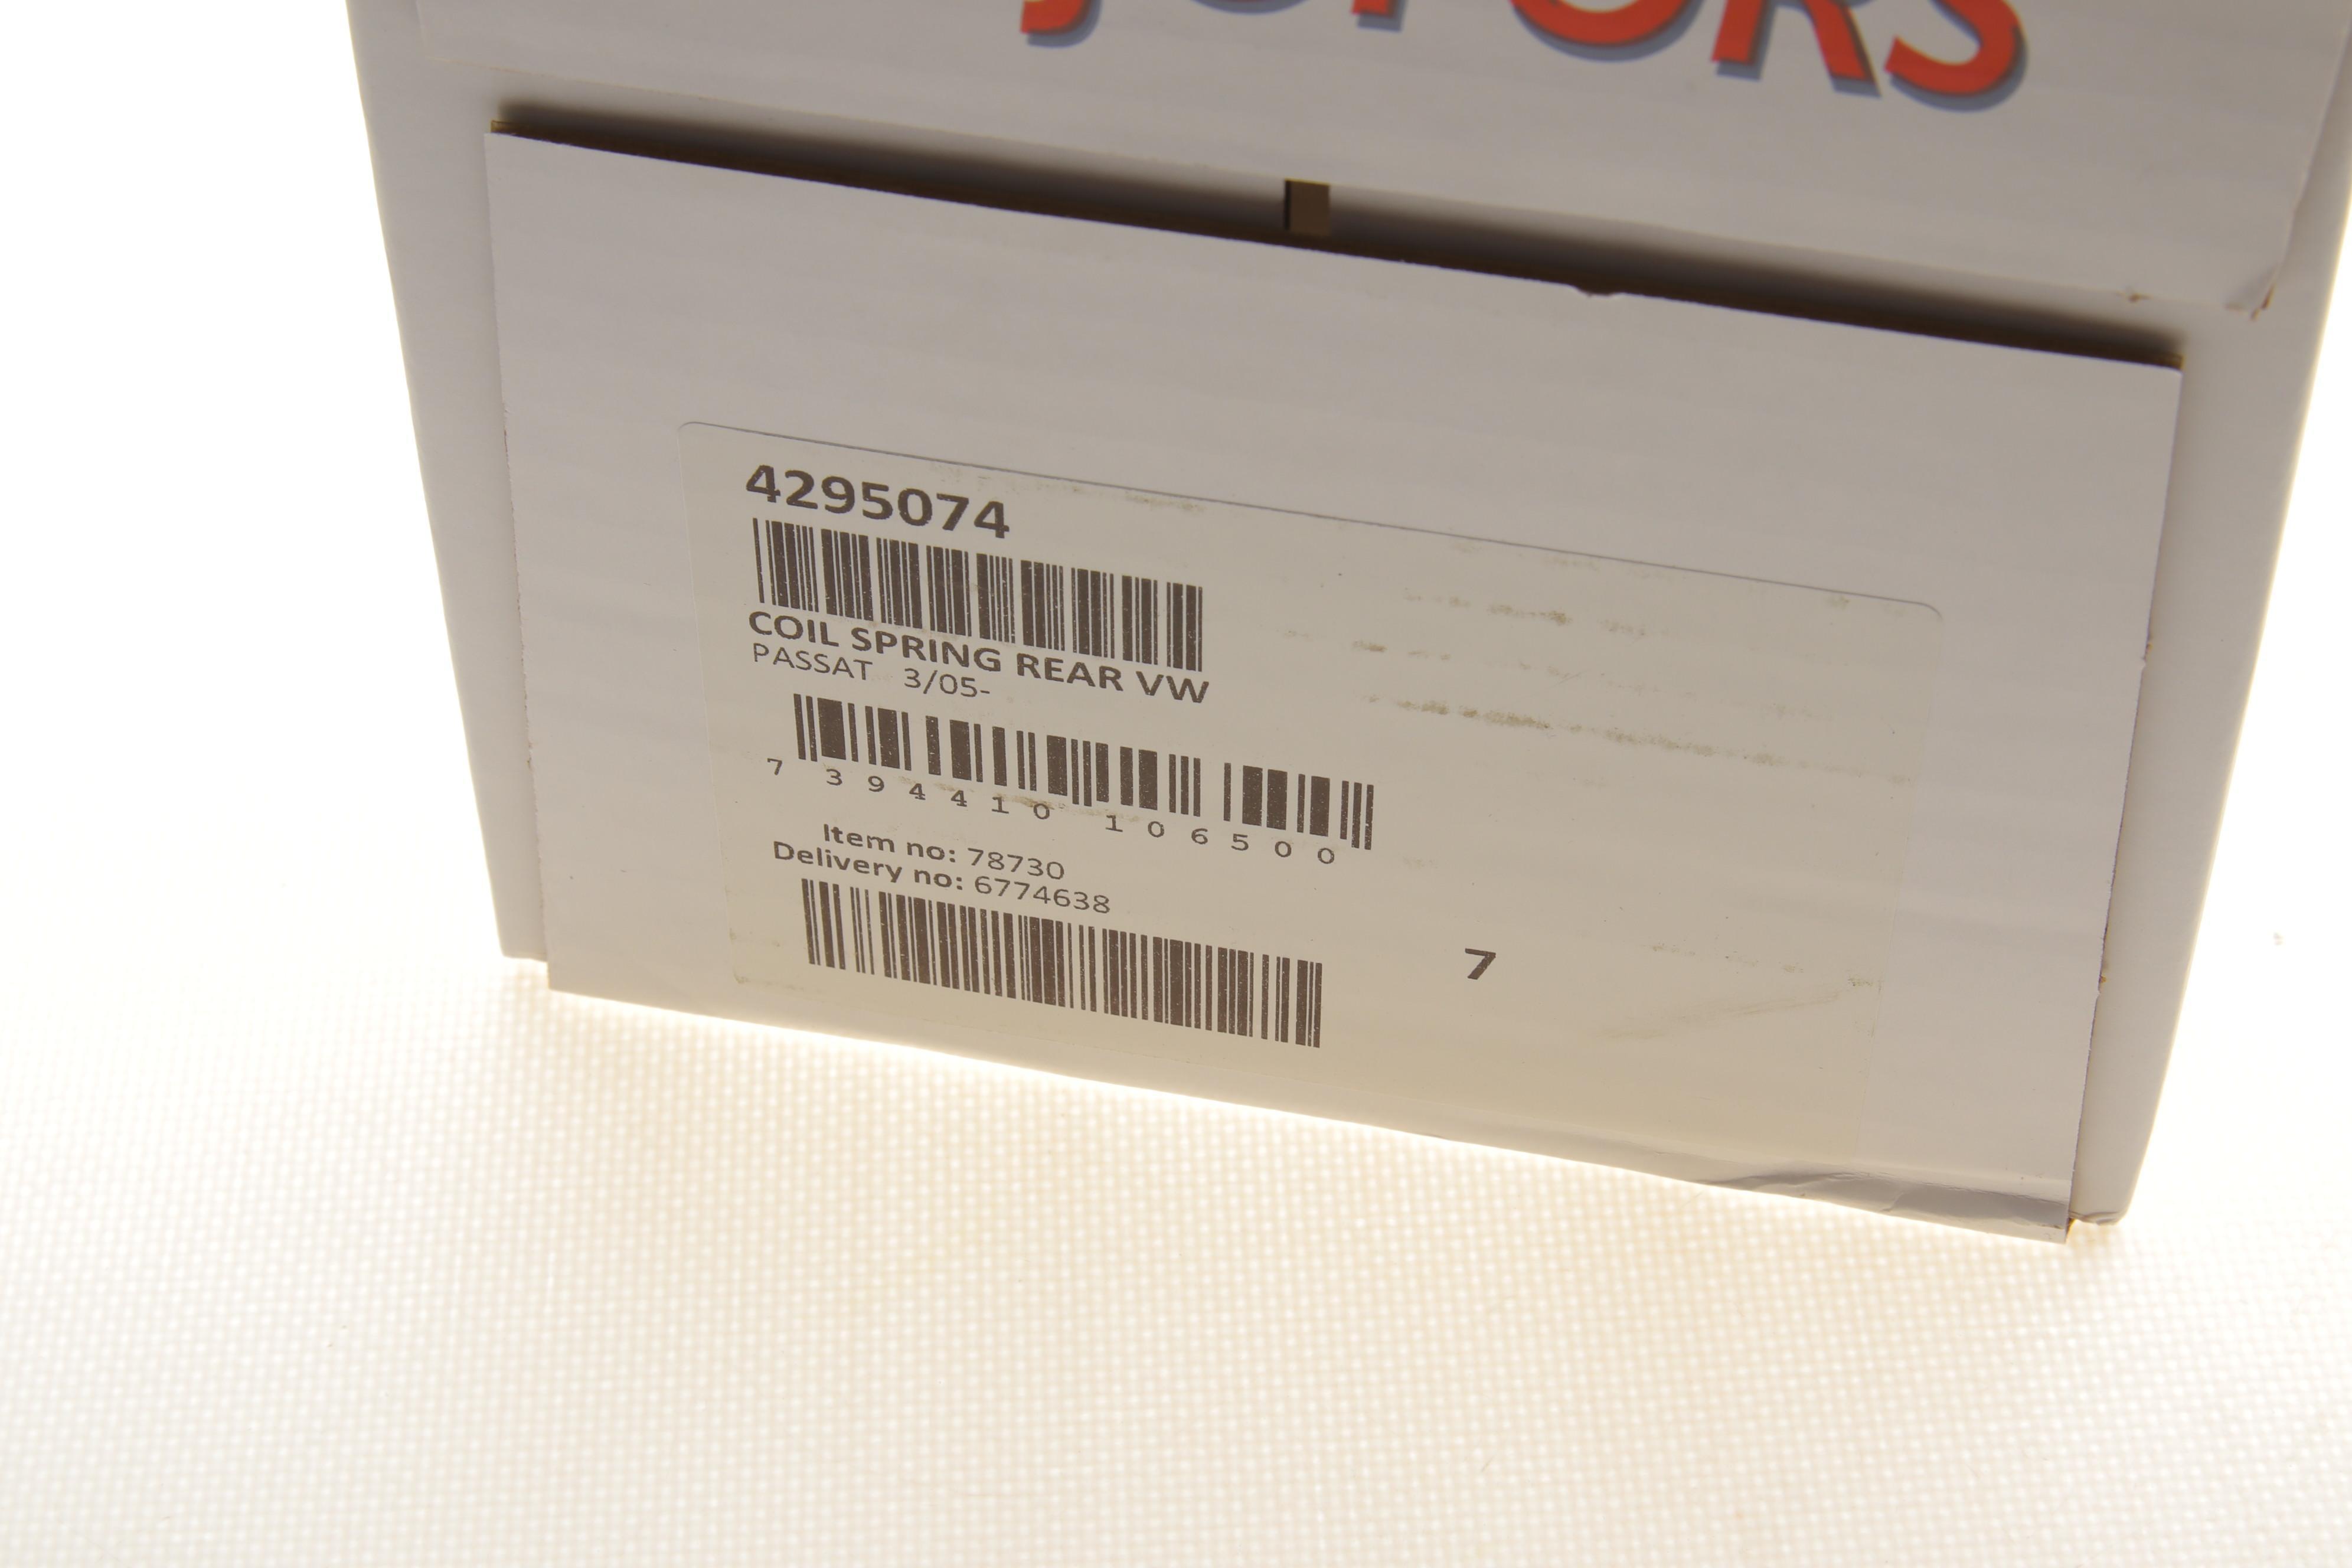 4295074
COIL SPRING REAR VW
PASSAT 3/05-
7 394410 106500
Item no: 78730
Delivery no: 6774638
7